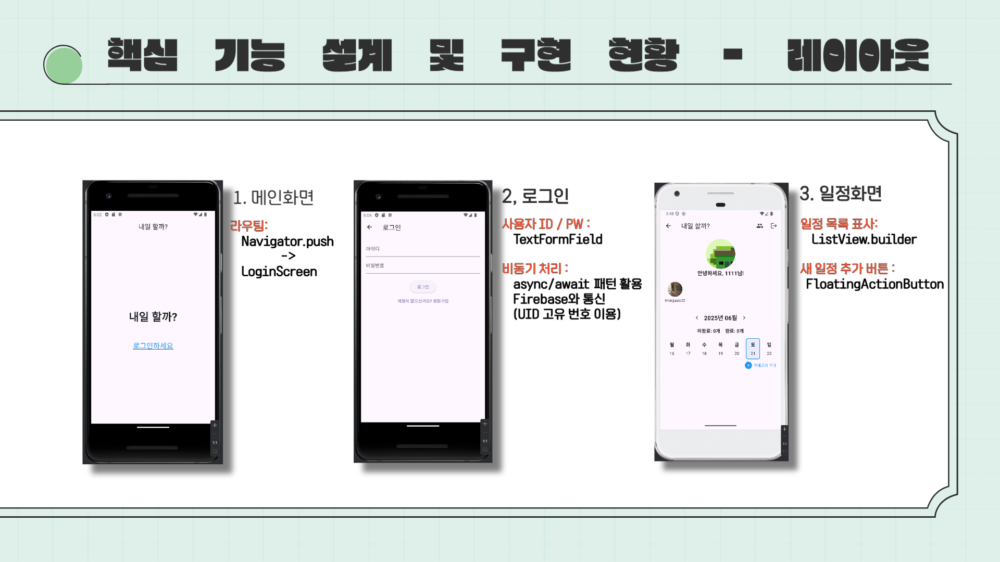 핵심 기능 설계 및 구현 현황 - 레이아웃
6:02
내일 할까?
내일 할까?
로그인하세요
1:1
1. 메인화면
라우팅:
Navigator.push
->
LoginScreen
6:04
로그인
아이디
비밀번호
로그인
계정이 없으신가요? 회원가입
1:1
2, 로그인
사용자 ID / PW :
TextFormField
비동기 처리 :
async/await 패턴 활용
Firebase와 통신
(UID 고유 번호 이용)
3:48
내일 할까?
안녕하세요, 1111님!
2025년 06월
미완료: 0개 완료: 0개
월 화 수 목 금 토 일
16 17 18 19 20 21 22
카테고리 추가
1:1
3. 일정화면
일정 목록 표사:
ListView.builder
새 일정 추가 버튼 :
FloatingActionButton